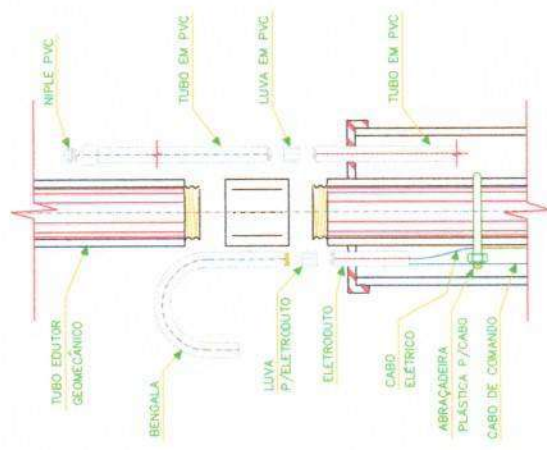 NIPLE PVC
TUBO EM PVC
LUVA EM PVC
TUBO EM PVC
TUBO EDUTOR
GEOMECÂNICO
BENGALA
LUVA
P/ELETRODUTO
ELETRODUTO
CABO
ELÉTRICO
ABRAÇADEIRA
PLÁSTICA P/CABO
CABO DE COMANDO